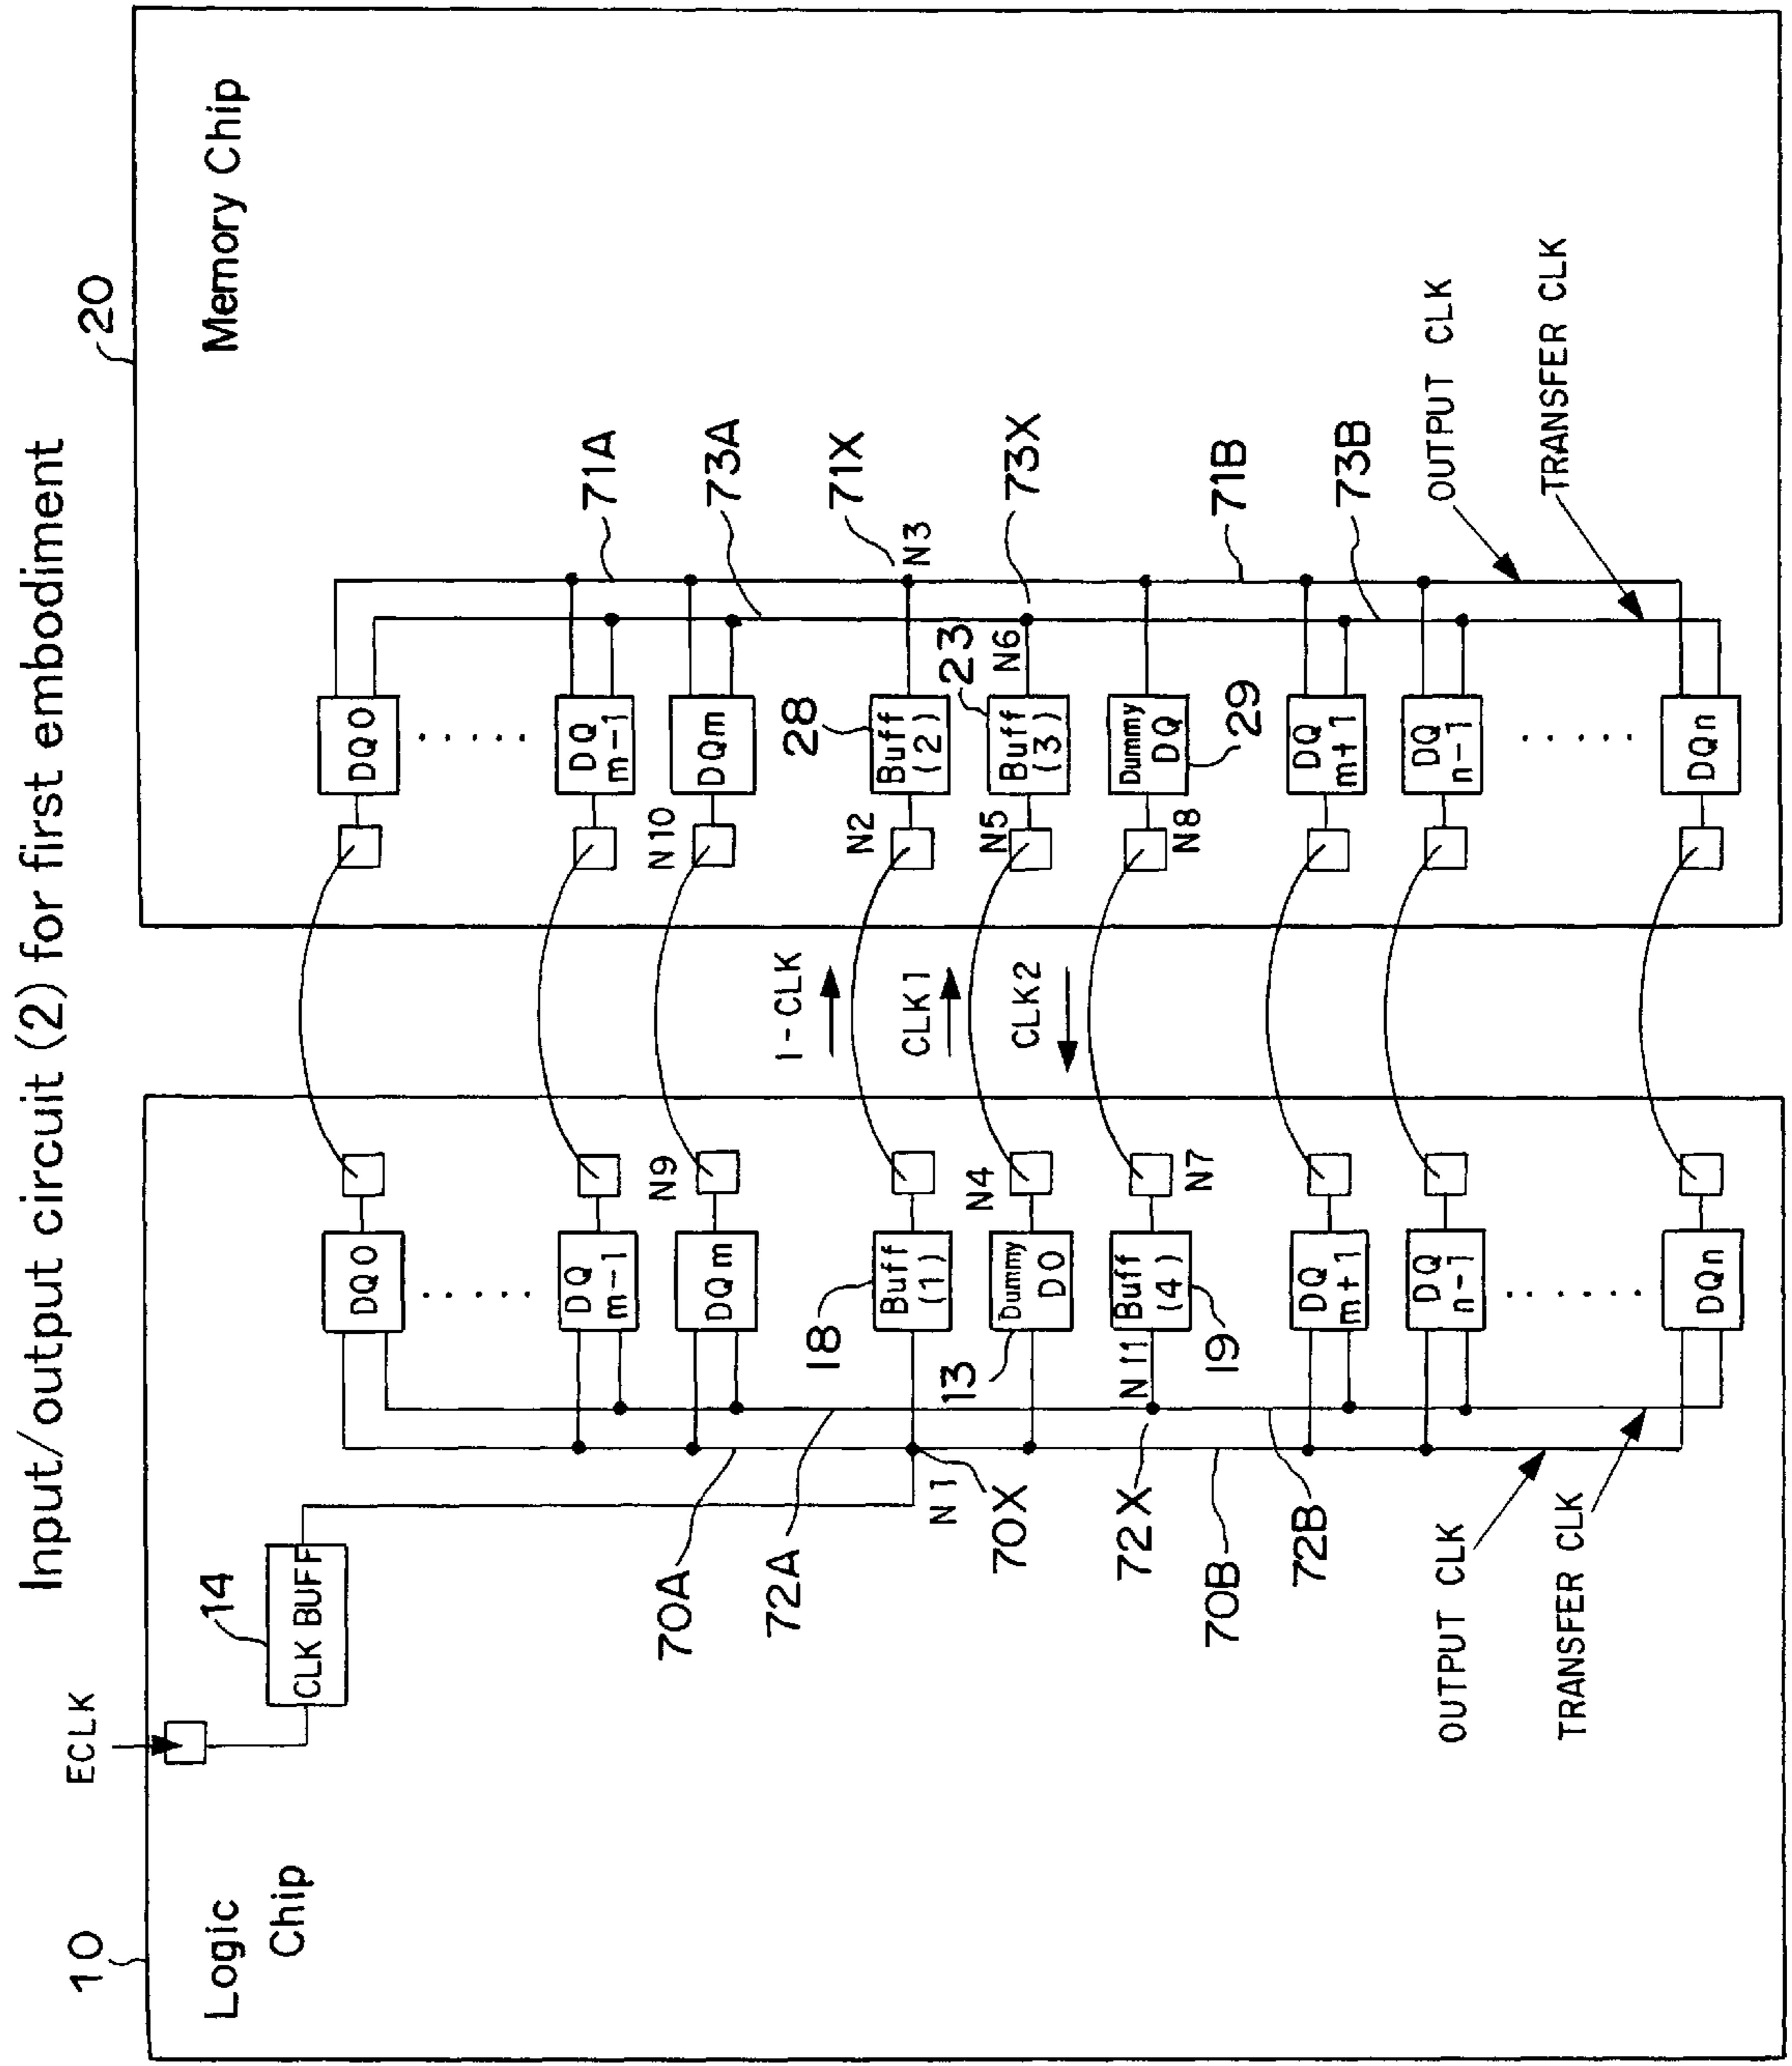 Input/output circuit (2) for first embodiment
10
Logic
Chip
ECLK
14
CLK BUFF
70A
72A
N1
70X
72X
70B
72B
OUTPUT CLK
TRANSFER CLK
DQ0
. . . . .
DQ
m-1
DQm
18
Buff
(1)
13
Dummy
DO
N11
Buff
(4)
19
DQ
m+1
DQ
n-1
. . . . . .
DQn
N9
N4
N7
I-CLK
CLK1
CLK2
20
Memory Chip
N10
N2
N5
N8
DQ0
. . . . .
DQ
m-1
DQm
28
Buff
(2)
23
Buff
(3)
Dummy
DQ
29
DQ
m+1
DQ
n-1
. . . . .
DQn
N6
N3
71A
73A
71X
73X
71B
73B
OUTPUT CLK
TRANSFER CLK